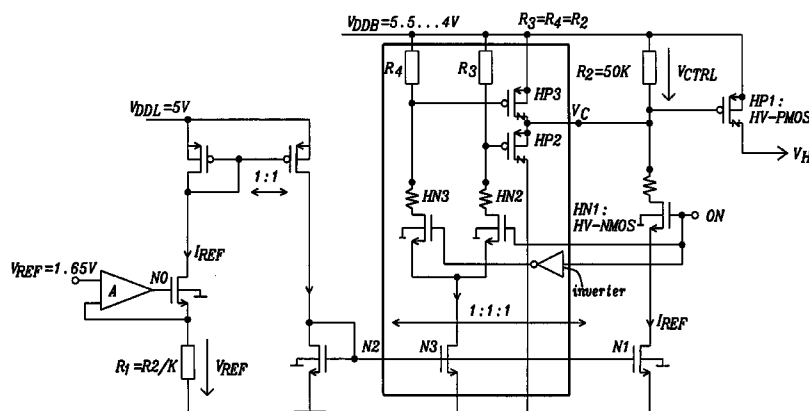 V_DDB=5.5...4V
R_3=R_4=R_2
R_4
R_3
R_2=50K
V_CTRL
HP3
HP1:
HV-PMOS
V_DDL=5V
V_C
HP2
V_H
1:1
HN3
HN2
HN1:
HV-NMOS
ON
I_REF
V_REF=1.65V
A
N0
inverter
1:1:1
I_REF
R_1=R2/K
V_REF
N2
N3
N1